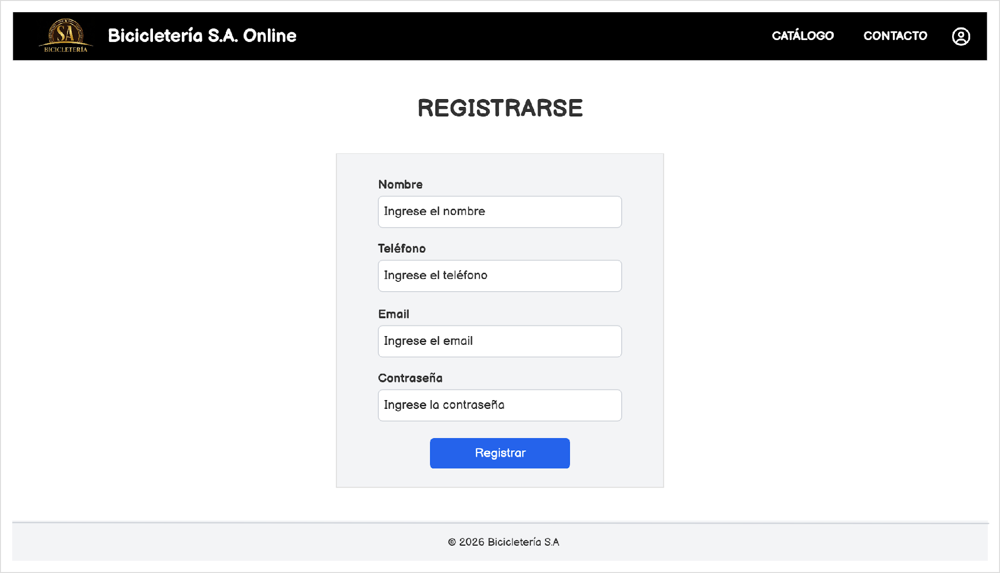 SA
BICICLETERÍA
Bicicletería S.A. Online
CATÁLOGO
CONTACTO
REGISTRARSE
Nombre
Ingrese el nombre
Teléfono
Ingrese el teléfono
Email
Ingrese el email
Contraseña
Ingrese la contraseña
Registrar
© 2026 Bicicletería S.A